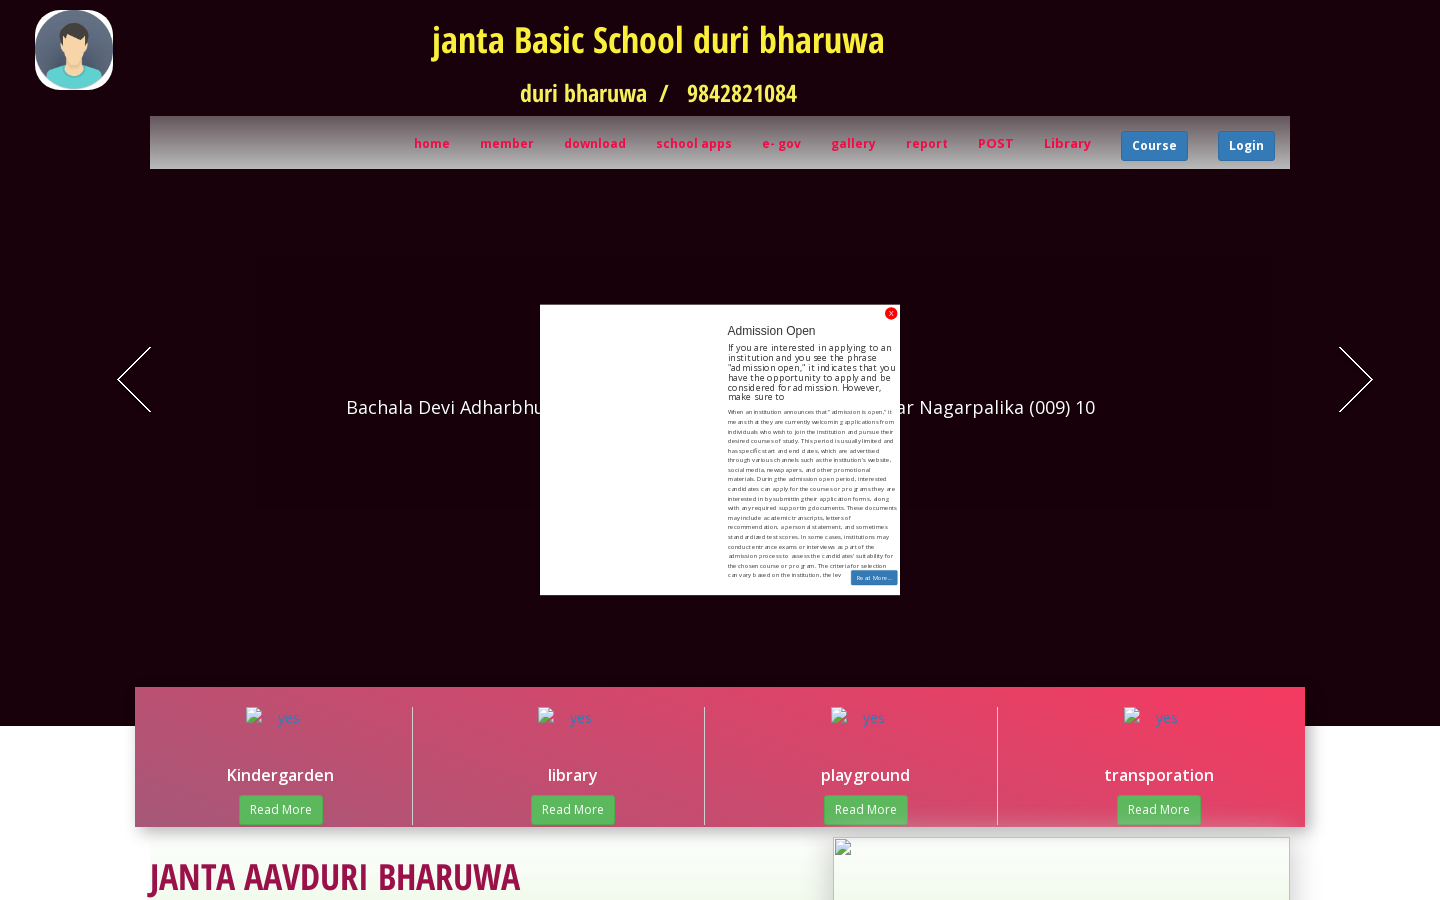 janta Basic School duri bharuwa
duri bharuwa / 9842821084
home member download school apps e- gov gallery report POST Library Course Login
X
Admission Open
If you are interested in applying to an
institution and you see the phrase
"admission open," it indicates that you
have the opportunity to apply and be
considered for admission. However,
make sure to
Bachala Devi Adharbhu
ar Nagarpalika (009) 10
When an institution announces that "admission is open," it
means that they are currently welcoming applications from
individuals who wish to join the institution and pursue their
desired courses of study. This period is usually limited and
has specific start and end dates, which are advertised
through various channels such as the institution's website,
social media, newspapers, and other promotional
materials. During the admission open period, interested
candidates can apply for the courses or programs they are
interested in by submitting their application forms, along
with any required supporting documents. These documents
may include academic transcripts, letters of
recommendation, a personal statement, and sometimes
standardized test scores. In some cases, institutions may
conduct entrance exams or interviews as part of the
admission process to assess the candidates' suitability for
the chosen course or program. The criteria for selection
can vary based on the institution, the lev
Read More...
yes yes yes yes
Kindergarden library playground transporation
Read More Read More Read More Read More
JANTA AAVDURI BHARUWA